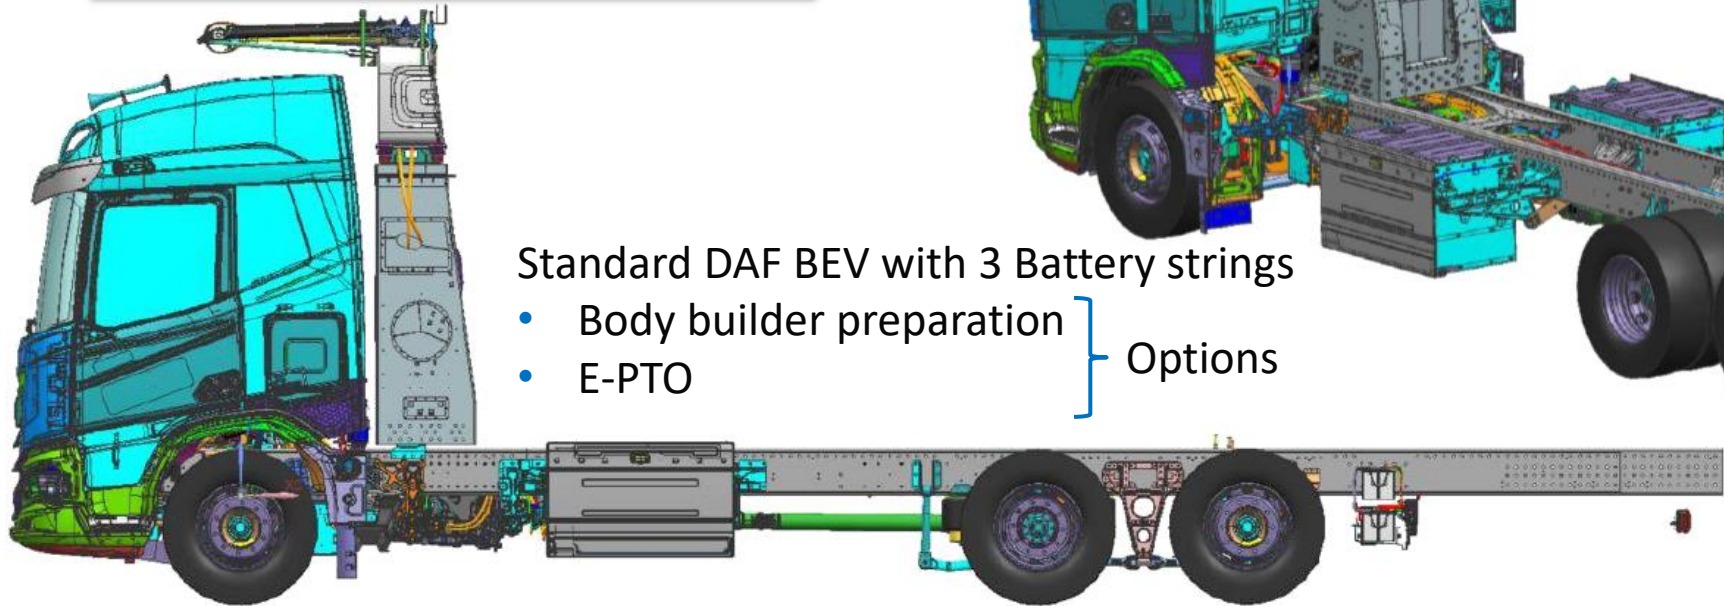 Standard DAF BEV with 3 Battery strings
• Body builder preparation
• E-PTO
Options